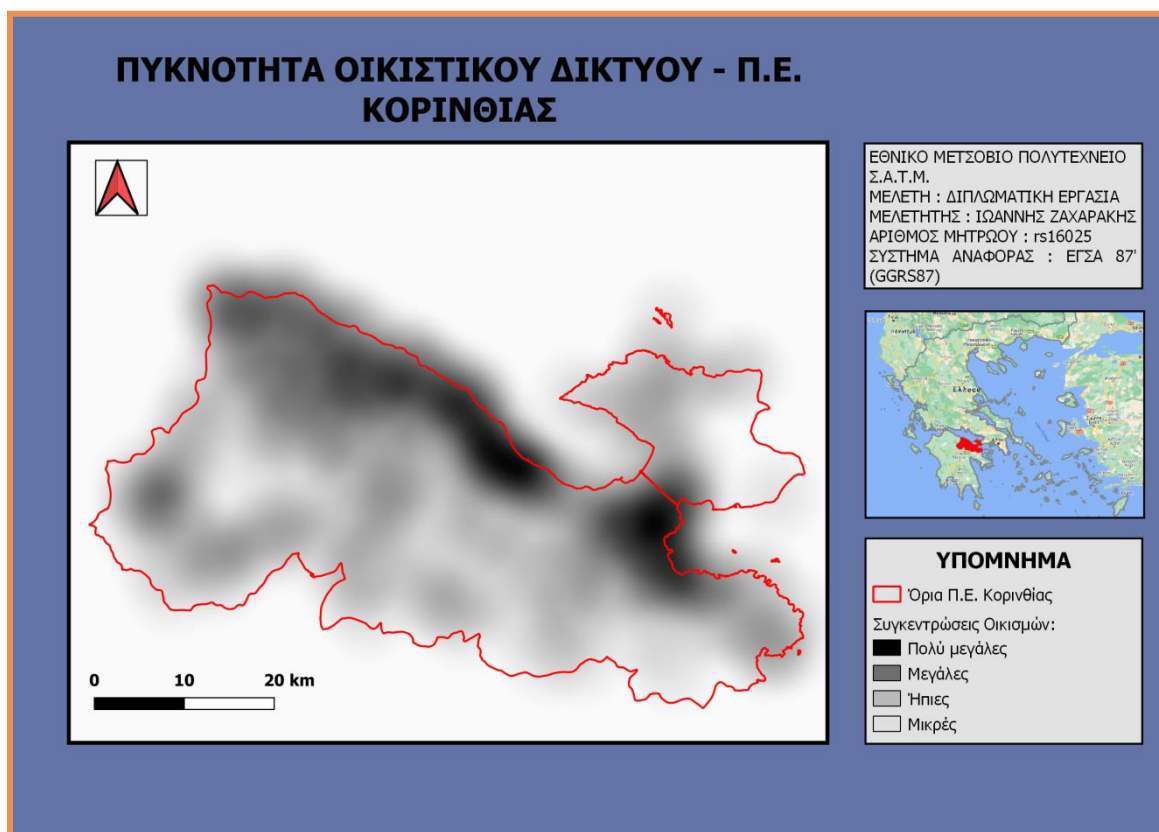 ΠΥΚΝΟΤΗΤΑ ΟΙΚΙΣΤΙΚΟΥ ΔΙΚΤΥΟΥ - Π.Ε.
ΚΟΡΙΝΘΙΑΣ
ΕΘΝΙΚΟ ΜΕΤΣΟΒΙΟ ΠΟΛΥΤΕΧΝΕΙΟ
Σ.Α.Τ.Μ.
ΜΕΛΕΤΗ : ΔΙΠΛΩΜΑΤΙΚΗ ΕΡΓΑΣΙΑ
ΜΕΛΕΤΗΤΗΣ : ΙΩΑΝΝΗΣ ΖΑΧΑΡΑΚΗΣ
ΑΡΙΘΜΟΣ ΜΗΤΡΩΟΥ : rs16025
ΣΥΣΤΗΜΑ ΑΝΑΦΟΡΑΣ : ΕΓΣΑ 87'
(GGRS87)
Ελλάδα
ΥΠΟΜΝΗΜΑ
Όρια Π.Ε. Κορινθίας
Συγκεντρώσεις Οικισμών:
Πολύ μεγάλες
Μεγάλες
Ήπιες
Μικρές
0 10 20 km